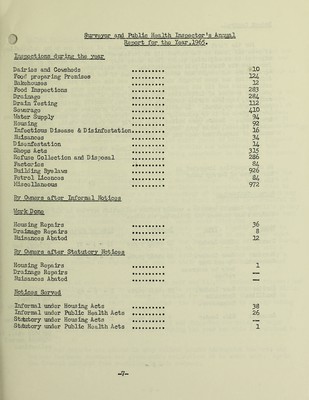 Surveyor and Public Health Inspector's Annual
Report for the Year, 1965.
Inspections during the year
Dairies and Cowsheds .......... 10
Food preparing Premises .......... 124
Bakehouses .......... 12
Food Inspections .......... 283
Drainage .......... 284
Drain Testing .......... 112
Sewerage .......... 410
Water Supply .......... 94
Housing .......... 92
Infectious Disease & Disinfestation.......... 16
Nuisances .......... 34
Disinfestation .......... 14
Shops Acts .......... 315
Refuse Collection and Disposal .......... 286
Factories .......... 84
Building Byelaws .......... 926
Petrol Licences .......... 84
Miscellaneous .......... 972
By Owners after Informal Notices
Work Done
Housing Repairs .......... 36
Drainage Repairs .......... 8
Nuisances Abated .......... 12
By Owners after Statutory Notices
Housing Repairs .......... 1
Drainage Repairs .......... —
Nuisances Abated .......... —
Notices Served
Informal under Housing Acts .......... 38
Informal under Public Health Acts .......... 26
Statutory under Housing Acts .......... —
Statutory under Public Health Acts .......... 1
-7-